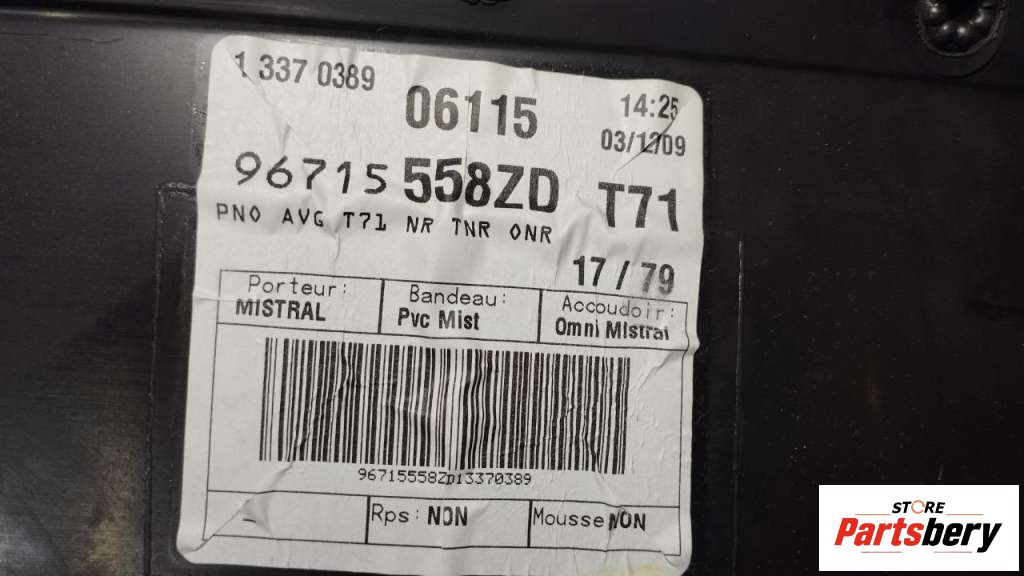 1 337 0389
06115
14:25
03/12/09
96715 558ZD T71
PNO AVG T71 NR TNR ONR
17 / 79
Porteur: Bandeau: Accoudoir:
MISTRAL Pvc Mist Omni Mistral
96715558ZD13370389
Rps: NON Mousse NON
STORE
Partsbery